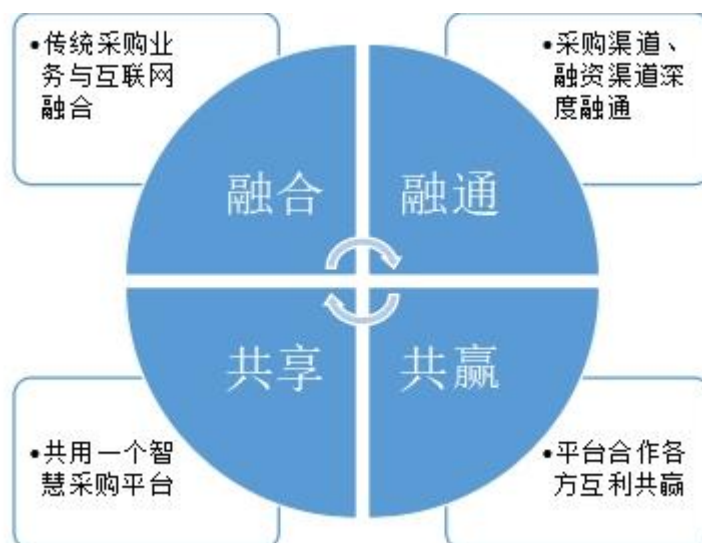 •传统采购业
务与互联网
融合
•采购渠道、
融资渠道深
度融通
融合
融通
共享
共赢
•共用一个智
慧采购平台
•平台合作各
方互利共赢